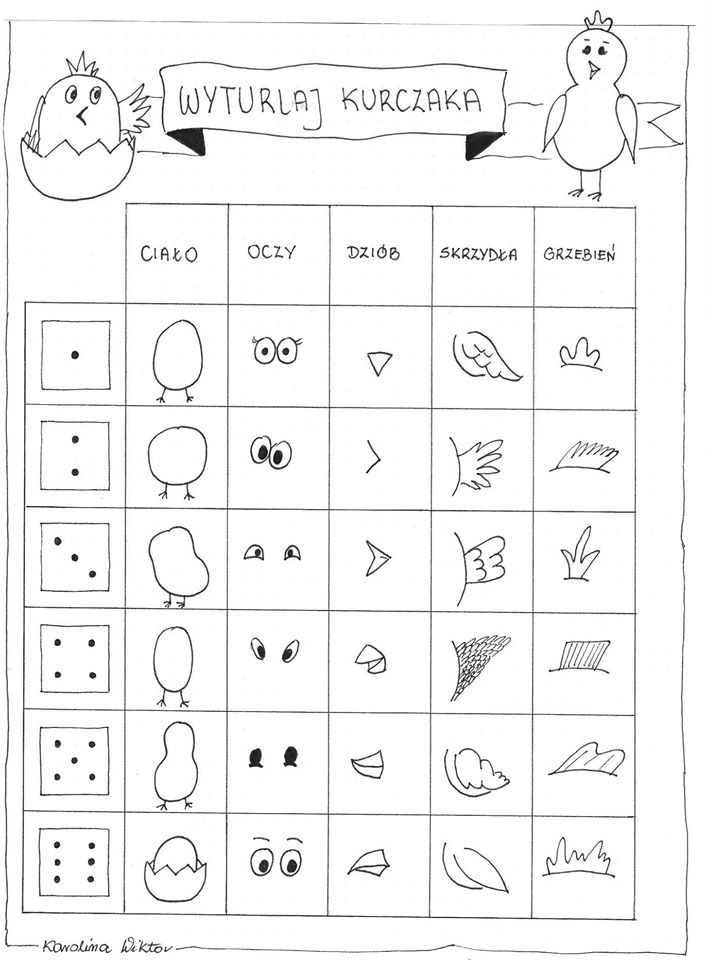 WYTURLAJ KURCZAKA
CIAŁO OCZY DZIÓB SKRZYDŁA GRZEBIEŃ
Karolina Wiktor